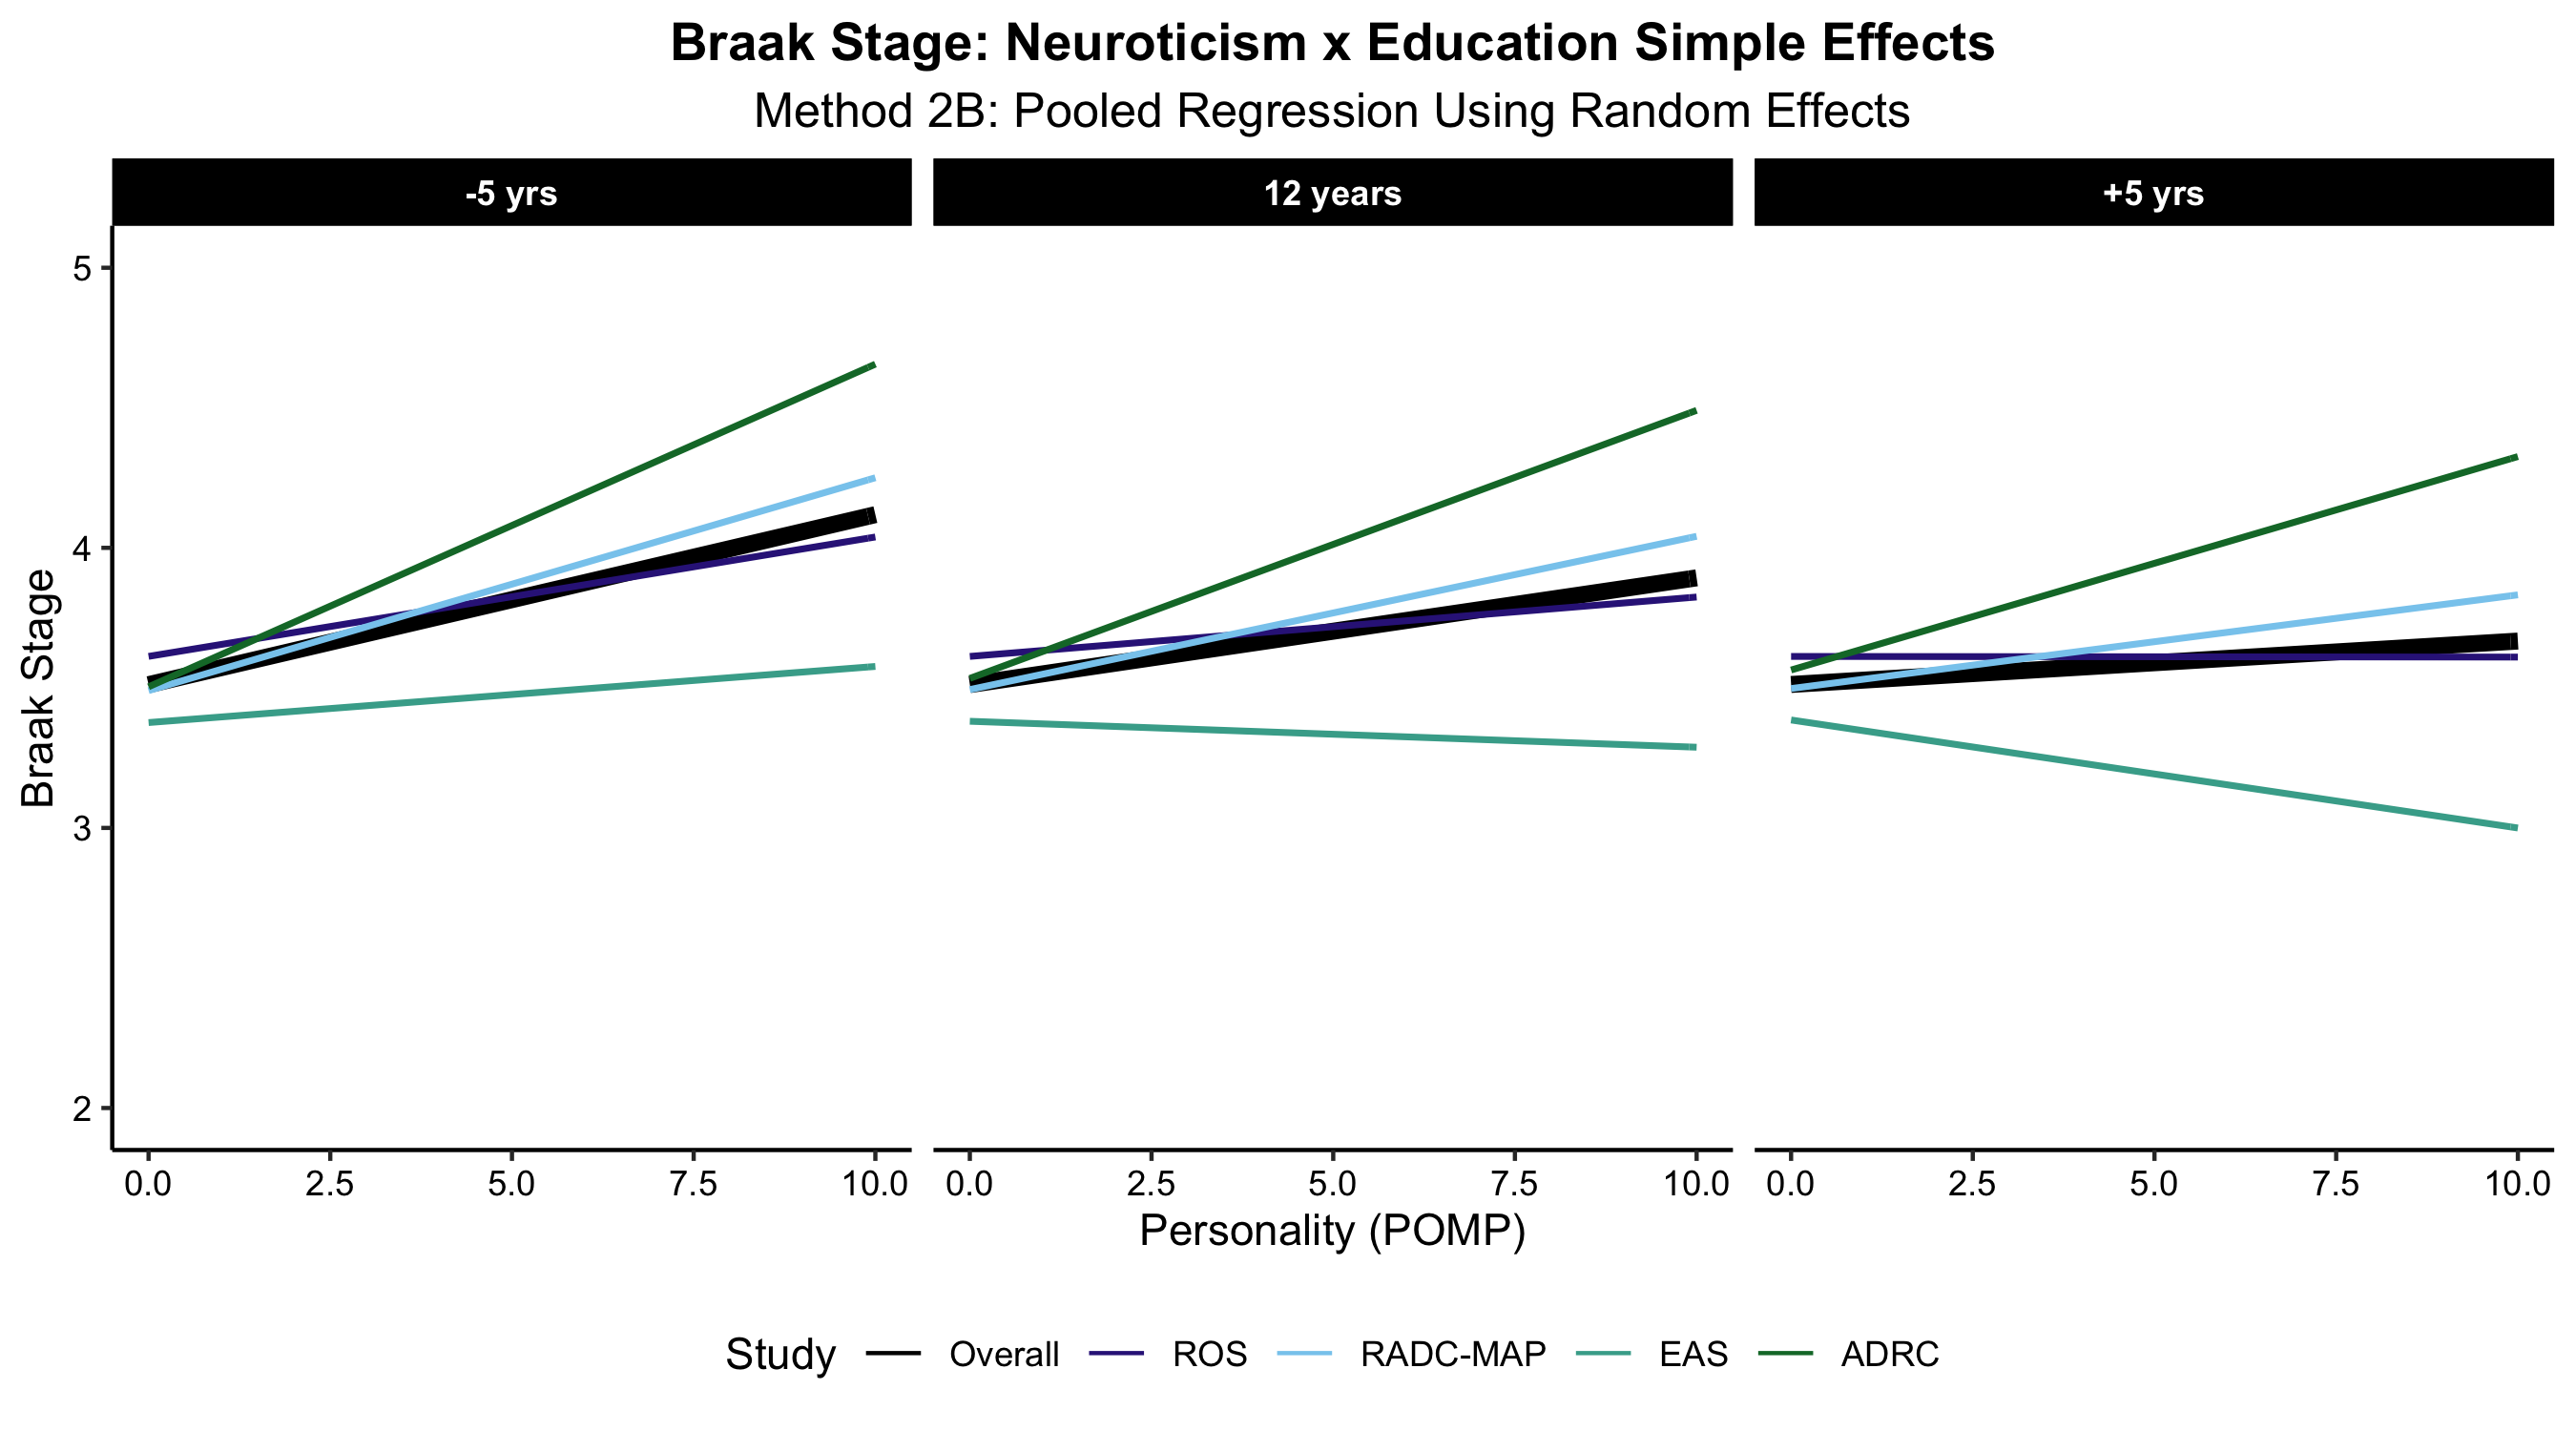 Braak Stage: Neuroticism x Education Simple Effects
Method 2B: Pooled Regression Using Random Effects
-5 yrs 12 years +5 yrs
5
4
3
2
Braak Stage
0.0 2.5 5.0 7.5 10.0 0.0 2.5 5.0 7.5 10.0 0.0 2.5 5.0 7.5 10.0
Personality (POMP)
Study Overall ROS RADC-MAP EAS ADRC